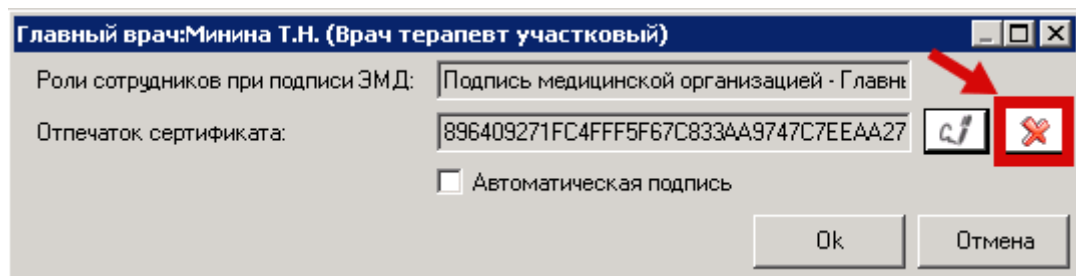 Главный врач:Минина Т.Н. (Врач терапевт участковый)
Роли сотрудников при подписи ЭМД: Подпись медицинской организацией - Главнь
Отпечаток сертификата: 896409271FC4FFF5F67C833AA9747C7EEAA27
Автоматическая подпись
Ok Отмена